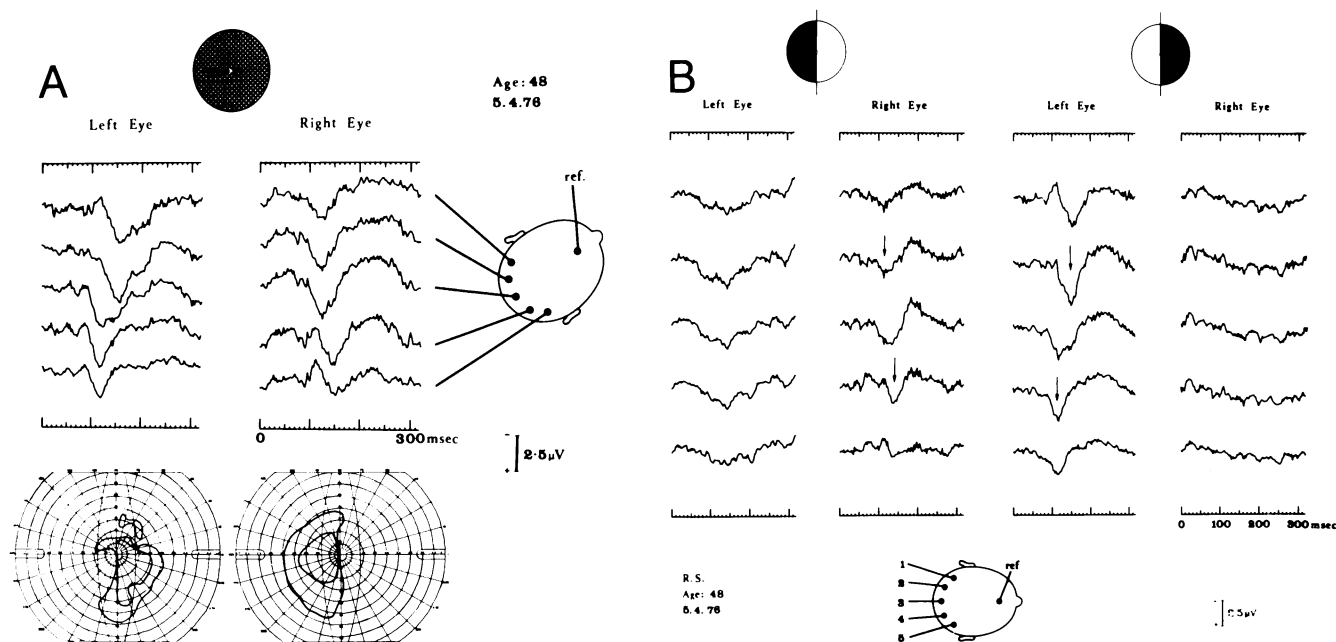 A
Age: 48
5.4.76
Left Eye
Right Eye
ref.
0
300 msec
2·5µV
B
Left Eye
Right Eye
Left Eye
Right Eye
0 100 200 300 msec
R.S.
Age: 48
5.4.76
1
2
3
4
5
ref